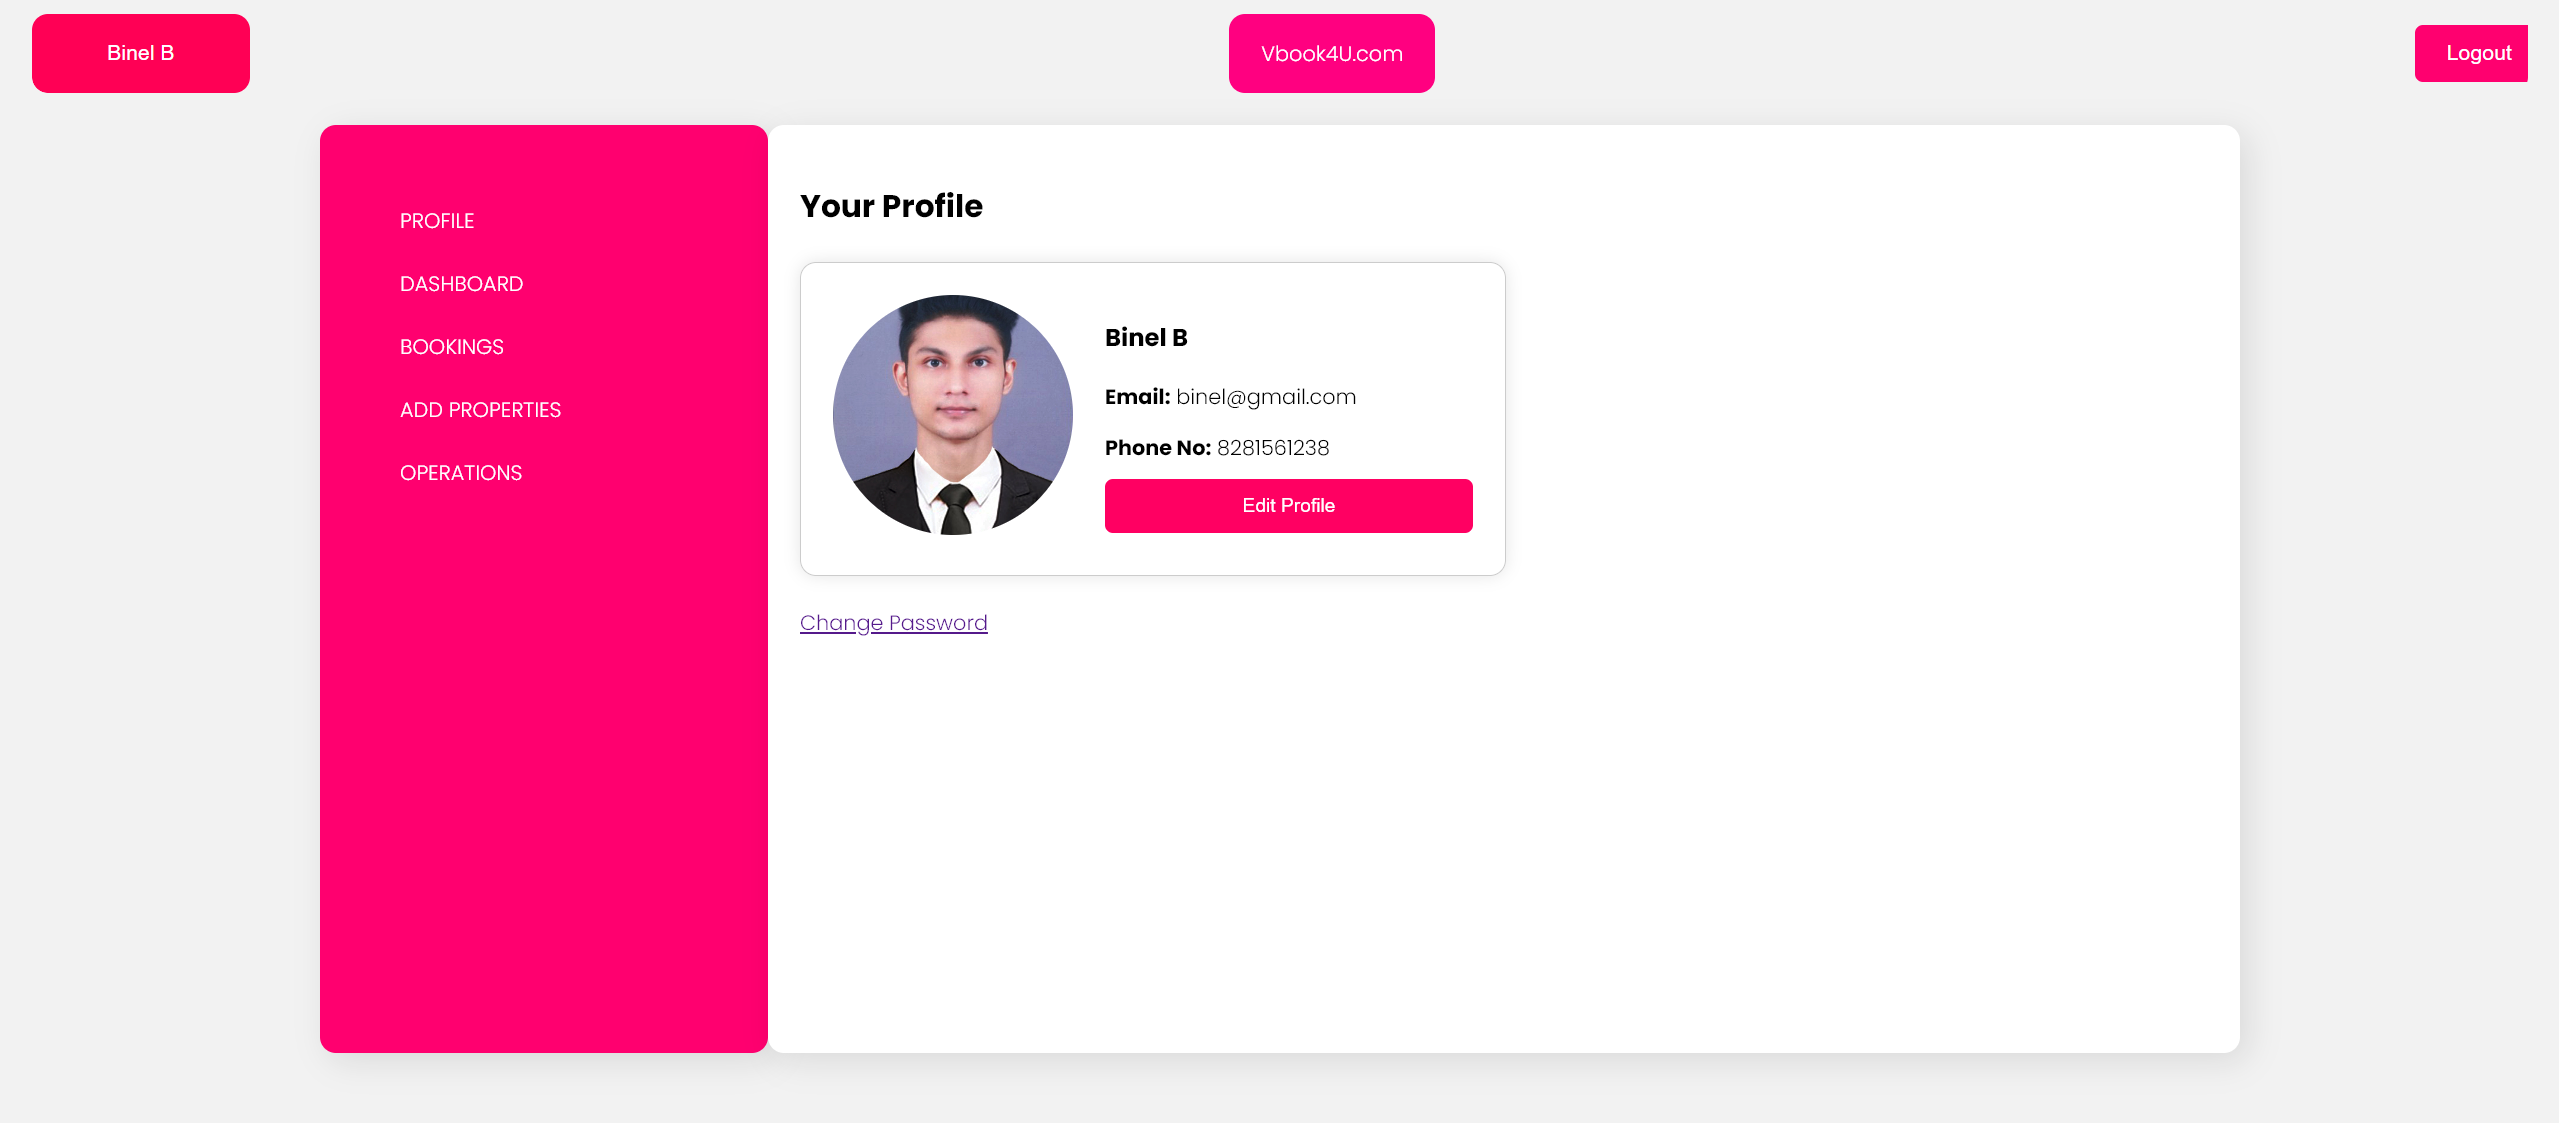 Binel B
Vbook4U.com
Logout
PROFILE
DASHBOARD
BOOKINGS
ADD PROPERTIES
OPERATIONS
Your Profile
Binel B
Email: binel@gmail.com
Phone No: 8281561238
Edit Profile
Change Password